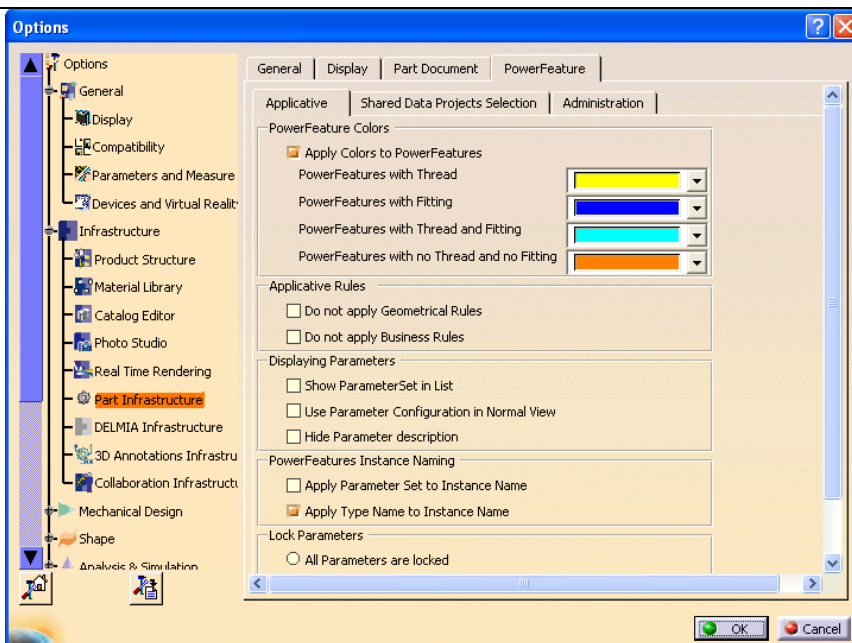 Options
Options
General
Display
Compatibility
Parameters and Measure
Devices and Virtual Realit
Infrastructure
Product Structure
Material Library
Catalog Editor
Photo Studio
Real Time Rendering
Part Infrastructure
DELMIA Infrastructure
3D Annotations Infrastru
Collaboration Infrastructu
Mechanical Design
Shape
Analysis & Simulation
General Display Part Document PowerFeature
Applicative Shared Data Projects Selection Administration
PowerFeature Colors
Apply Colors to PowerFeatures
PowerFeatures with Thread
PowerFeatures with Fitting
PowerFeatures with Thread and Fitting
PowerFeatures with no Thread and no Fitting
Applicative Rules
Do not apply Geometrical Rules
Do not apply Business Rules
Displaying Parameters
Show ParameterSet in List
Use Parameter Configuration in Normal View
Hide Parameter description
PowerFeatures Instance Naming
Apply Parameter Set to Instance Name
Apply Type Name to Instance Name
Lock Parameters
All Parameters are locked
OK Cancel